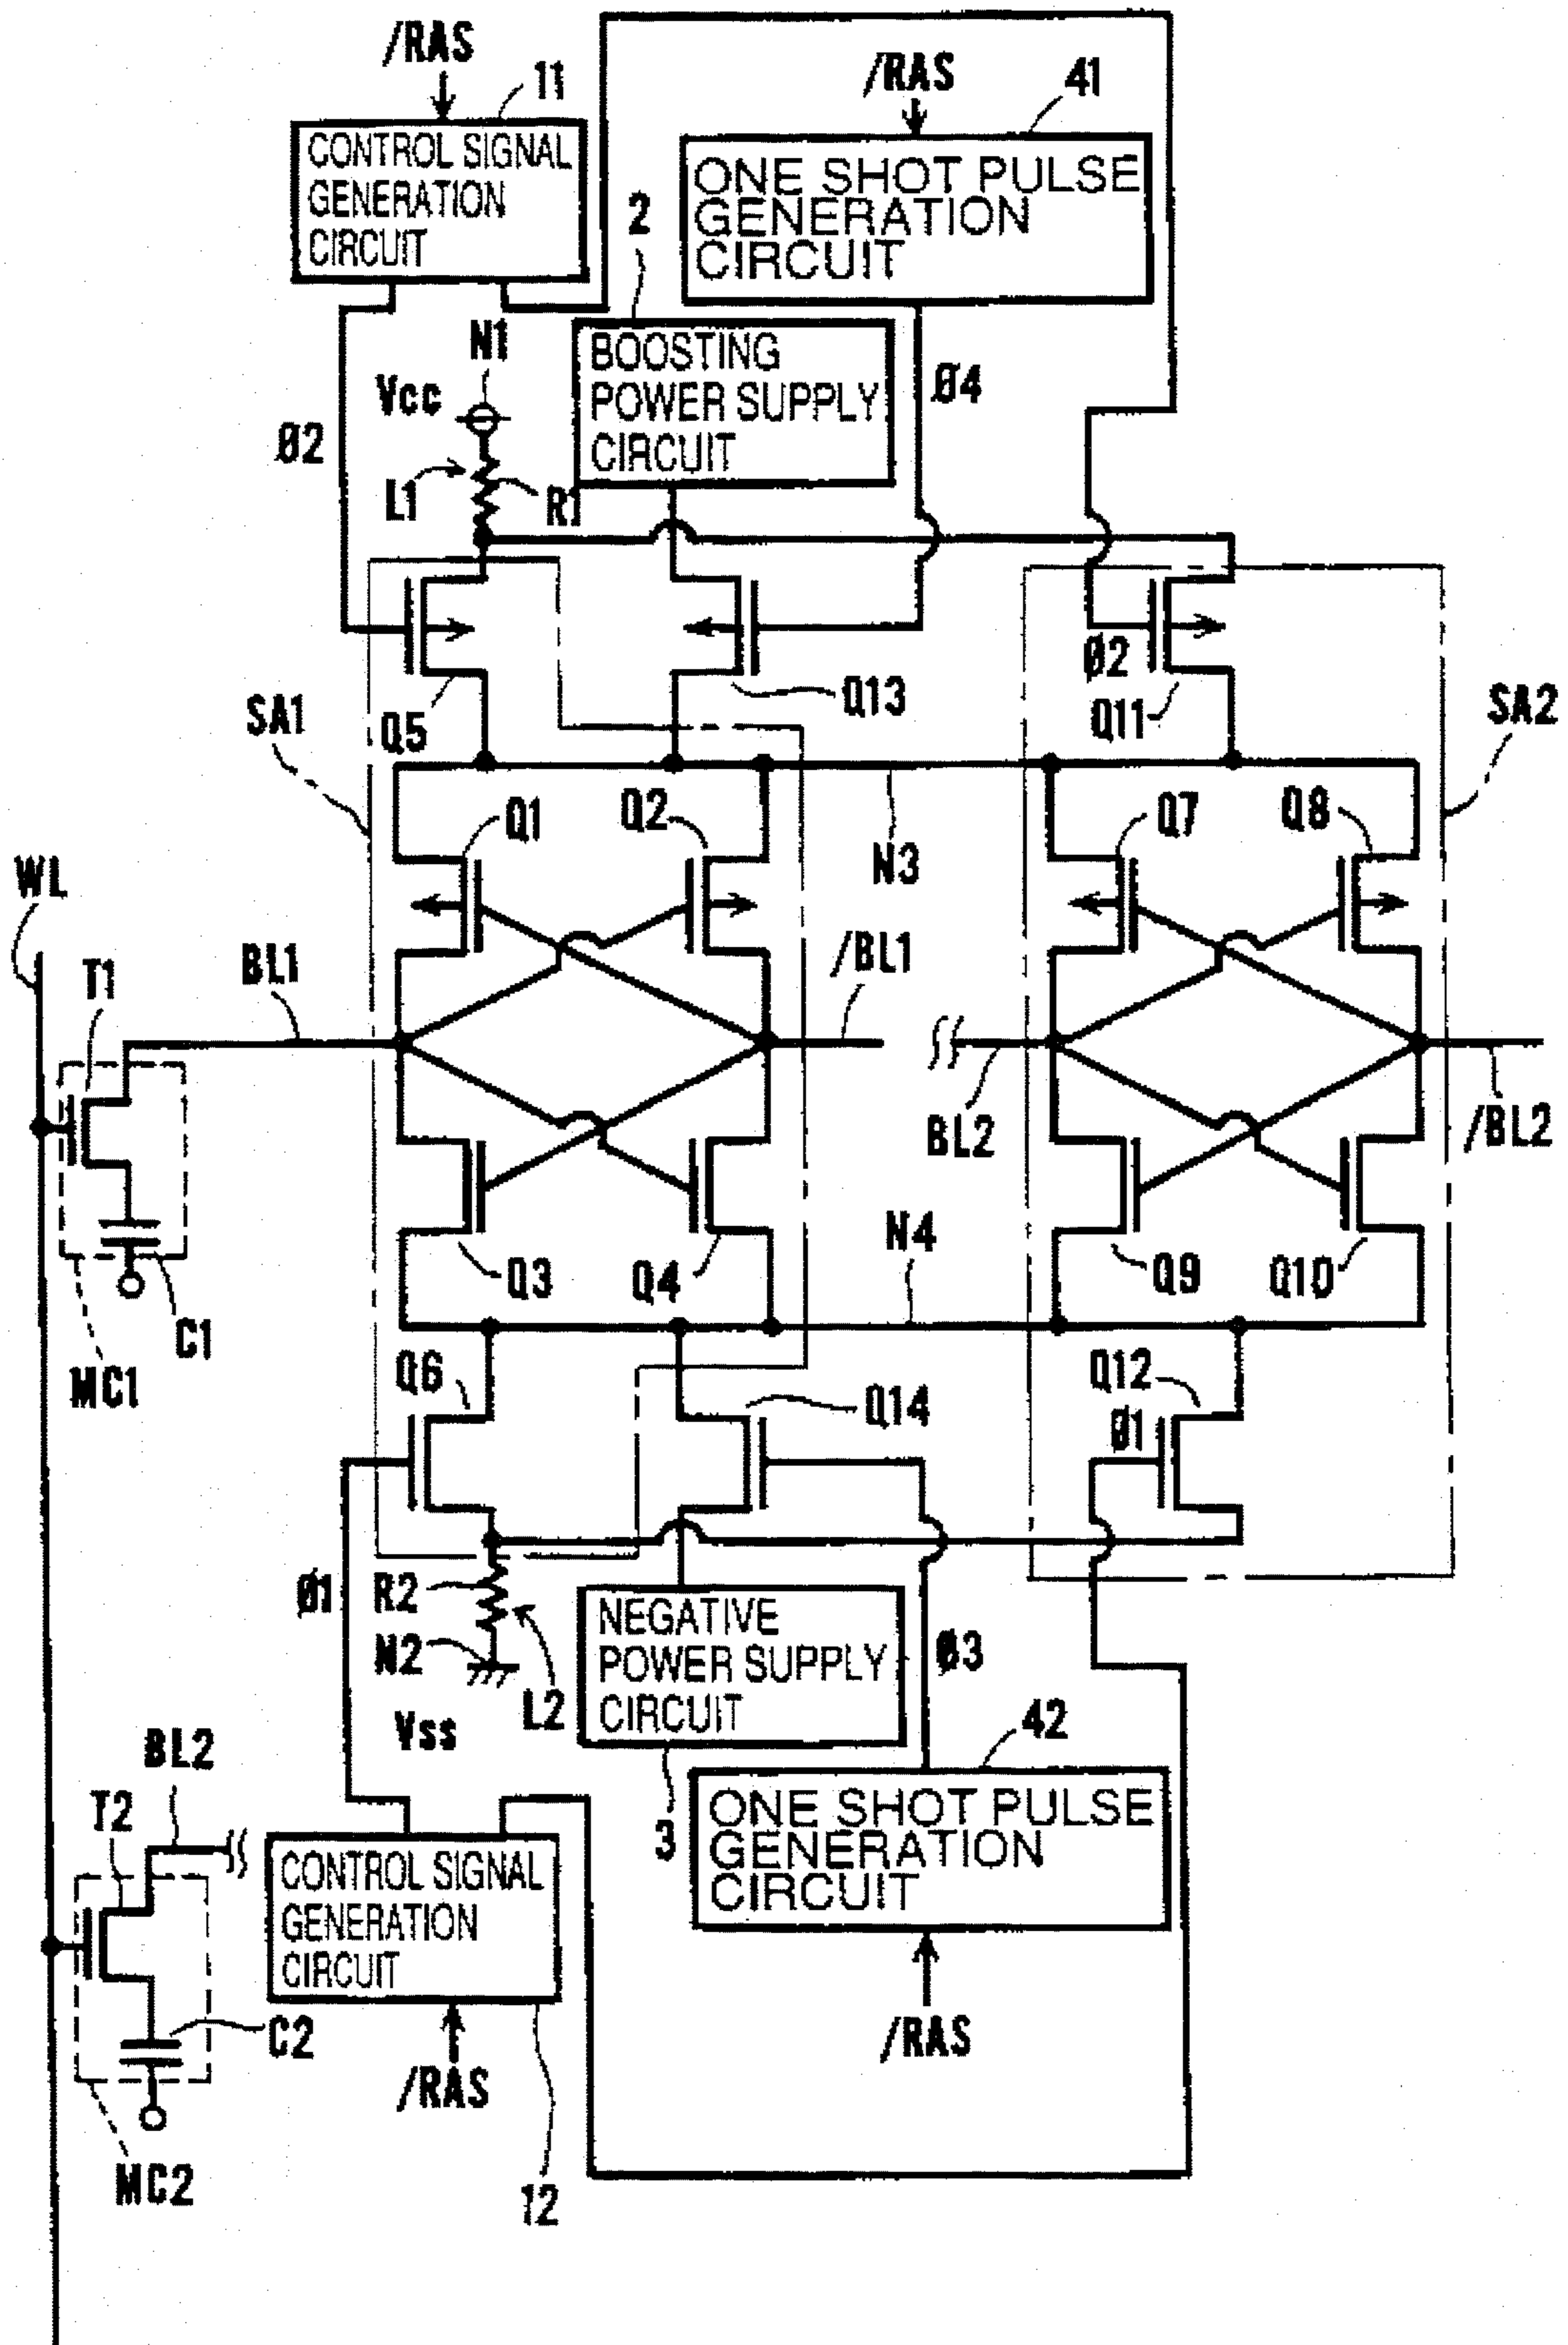 /RAS
11
/RAS
41
CONTROL SIGNAL
GENERATION
CIRCUIT
ONE SHOT PULSE
GENERATION
CIRCUIT
2
N1
Vcc
BOOSTING
POWER SUPPLY
CIRCUIT
Ø4
Ø2
L1
R1
Ø2
Q5
Q13
Q11
SA1
SA2
Q1
Q2
Q7
Q8
N3
WL
T1
BL1
/BL1
BL2
/BL2
Q3
Q4
N4
Q9
Q10
C1
MC1
Q6
Q14
Q12
Ø1
Ø1
R2
N2
L2
Vss
NEGATIVE
POWER SUPPLY
CIRCUIT
Ø3
3
42
BL2
T2
ONE SHOT PULSE
GENERATION
CIRCUIT
CONTROL SIGNAL
GENERATION
CIRCUIT
C2
/RAS
/RAS
MC2
12